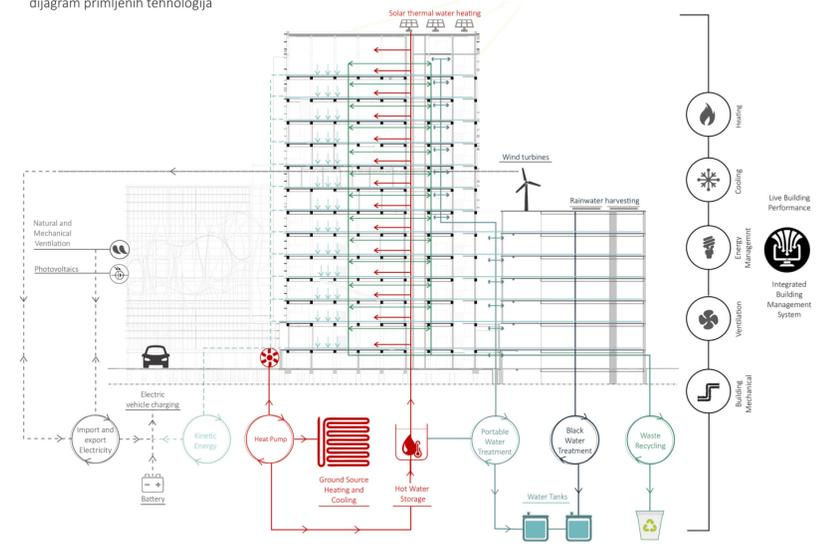 dijagram primljenih tehnologija
Solar thermal water heating
Wind turbines
Rainwater harvesting
Natural and
Mechanical
Ventilation
Photovoltaics
Electric
vehicle charging
Import and
export
Electricity
Battery
Kinetic
Energy
Heat Pump
Ground Source
Heating and
Cooling
Hot Water
Storage
Portable
Water
Treatment
Black
Water
Treatment
Waste
Recycling
Water Tanks
Heating
Cooling
Energy
Managemnt
Ventilation
Building
Mechanical
Live Building
Performance
Integrated
Building
Management
System